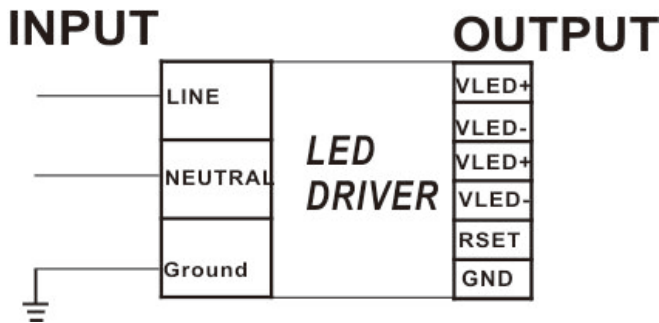 INPUT
OUTPUT
LINE
NEUTRAL
Ground
LED
DRIVER
VLED+
VLED-
VLED+
VLED-
RSET
GND